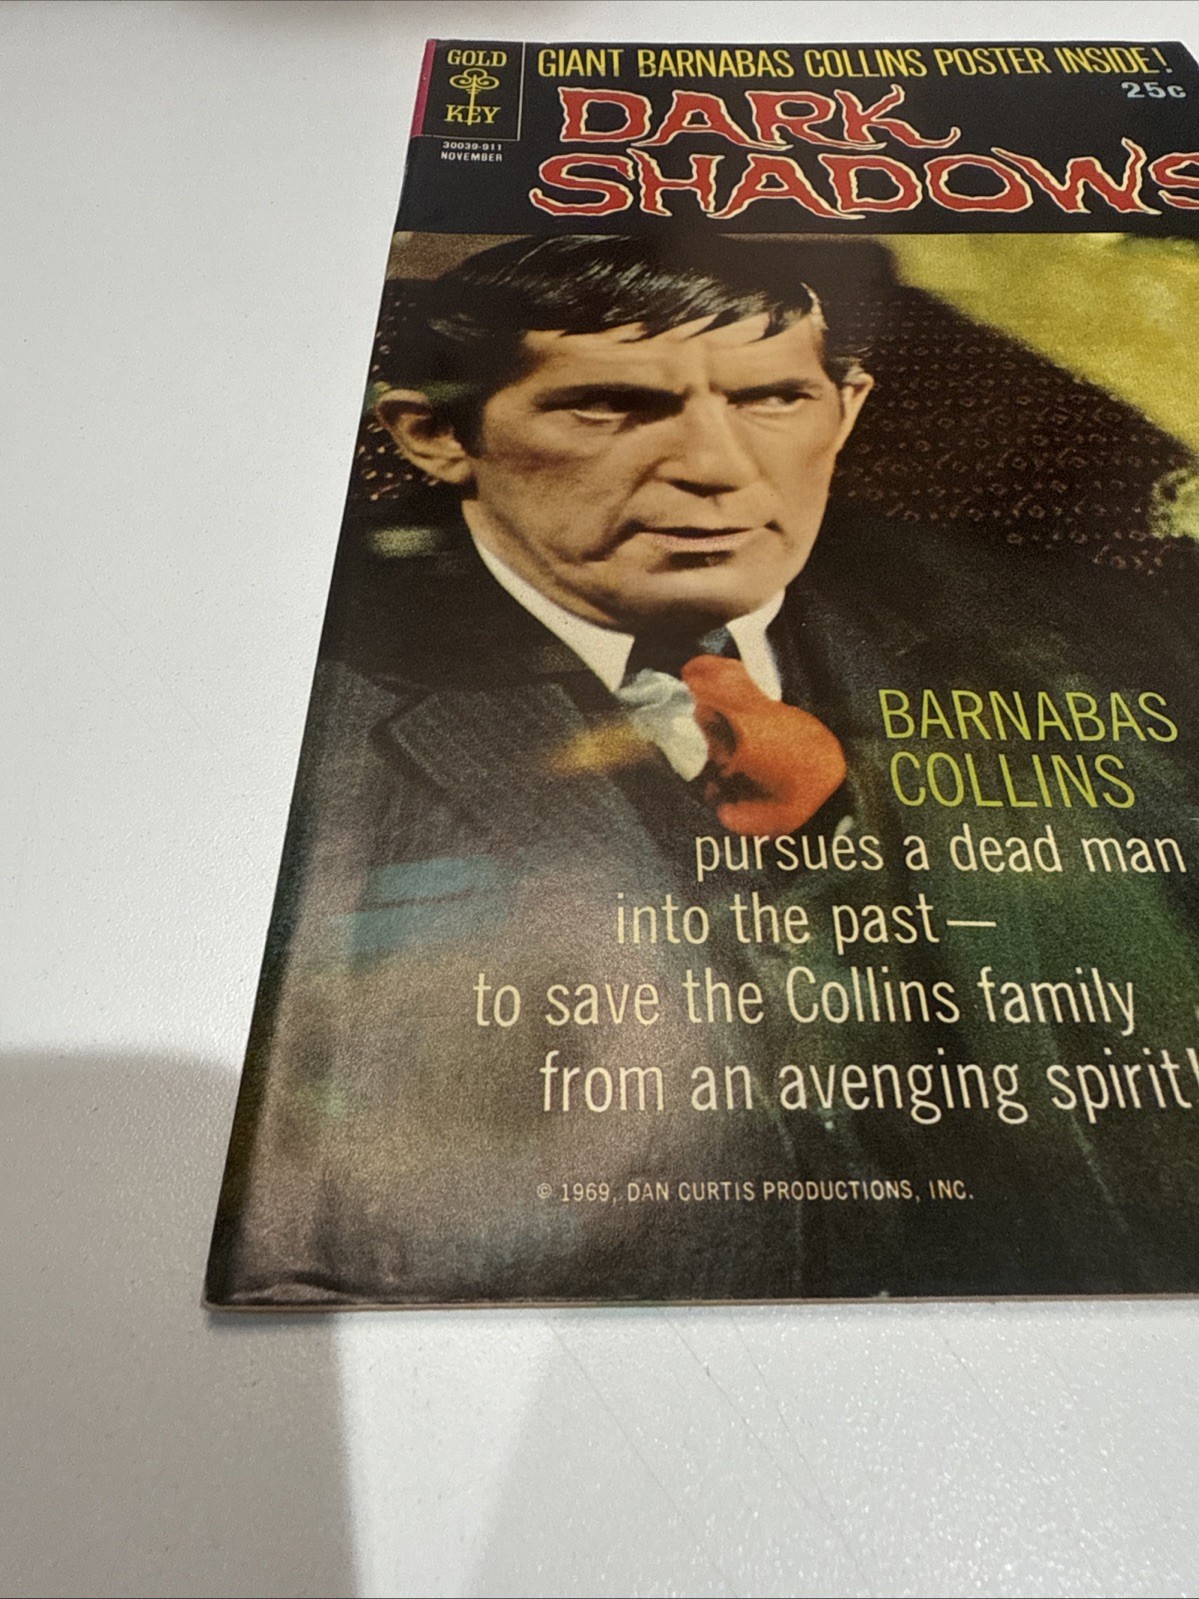 GOLD
KEY
30039-911
NOVEMBER
GIANT BARNABAS COLLINS POSTER INSIDE!
25c
DARK
SHADOWS
BARNABAS
COLLINS
pursues a dead man
into the past—
to save the Collins family
from an avenging spirit!
© 1969, DAN CURTIS PRODUCTIONS, INC.